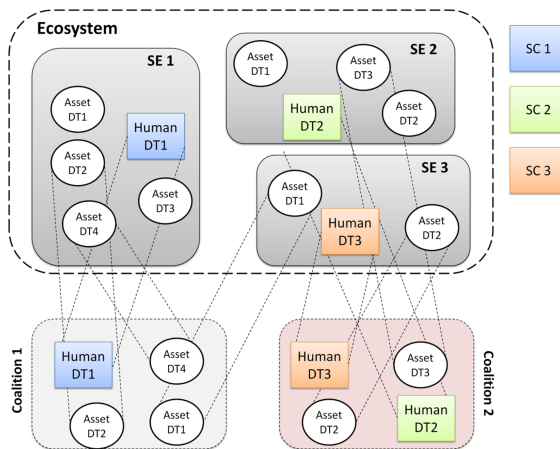 Ecosystem
SE 1
Asset
DT1
Human
DT1
Asset
DT2
Asset
DT3
Asset
DT4
SE 2
Asset
DT1
Asset
DT3
Human
DT2
Asset
DT2
SE 3
Asset
DT1
Human
DT3
Asset
DT2
SC 1
SC 2
SC 3
Coalition 1
Human
DT1
Asset
DT4
Asset
DT2
Asset
DT1
Human
DT3
Asset
DT3
Asset
DT2
Human
DT2
Coalition 2